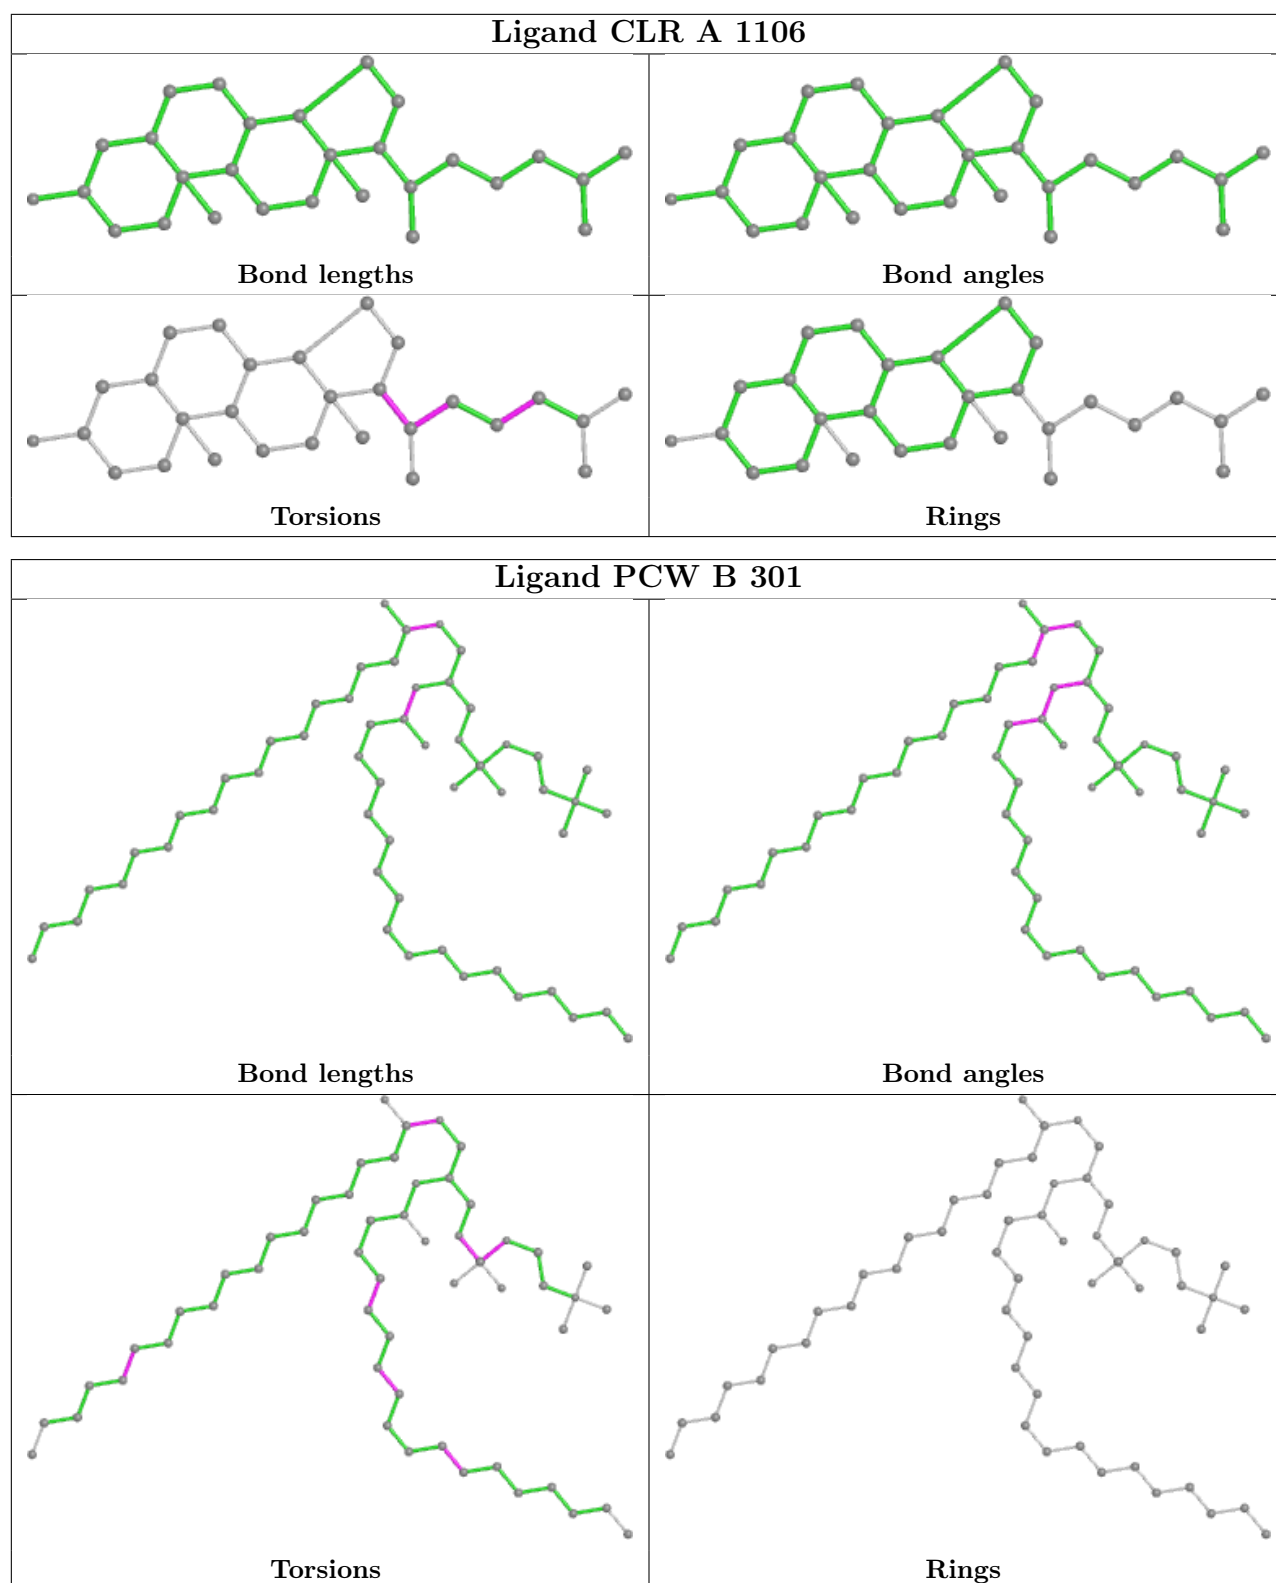 Ligand CLR A 1106
Bond lengths
Bond angles
Torsions
Rings
Ligand PCW B 301
Bond lengths
Bond angles
Torsions
Rings